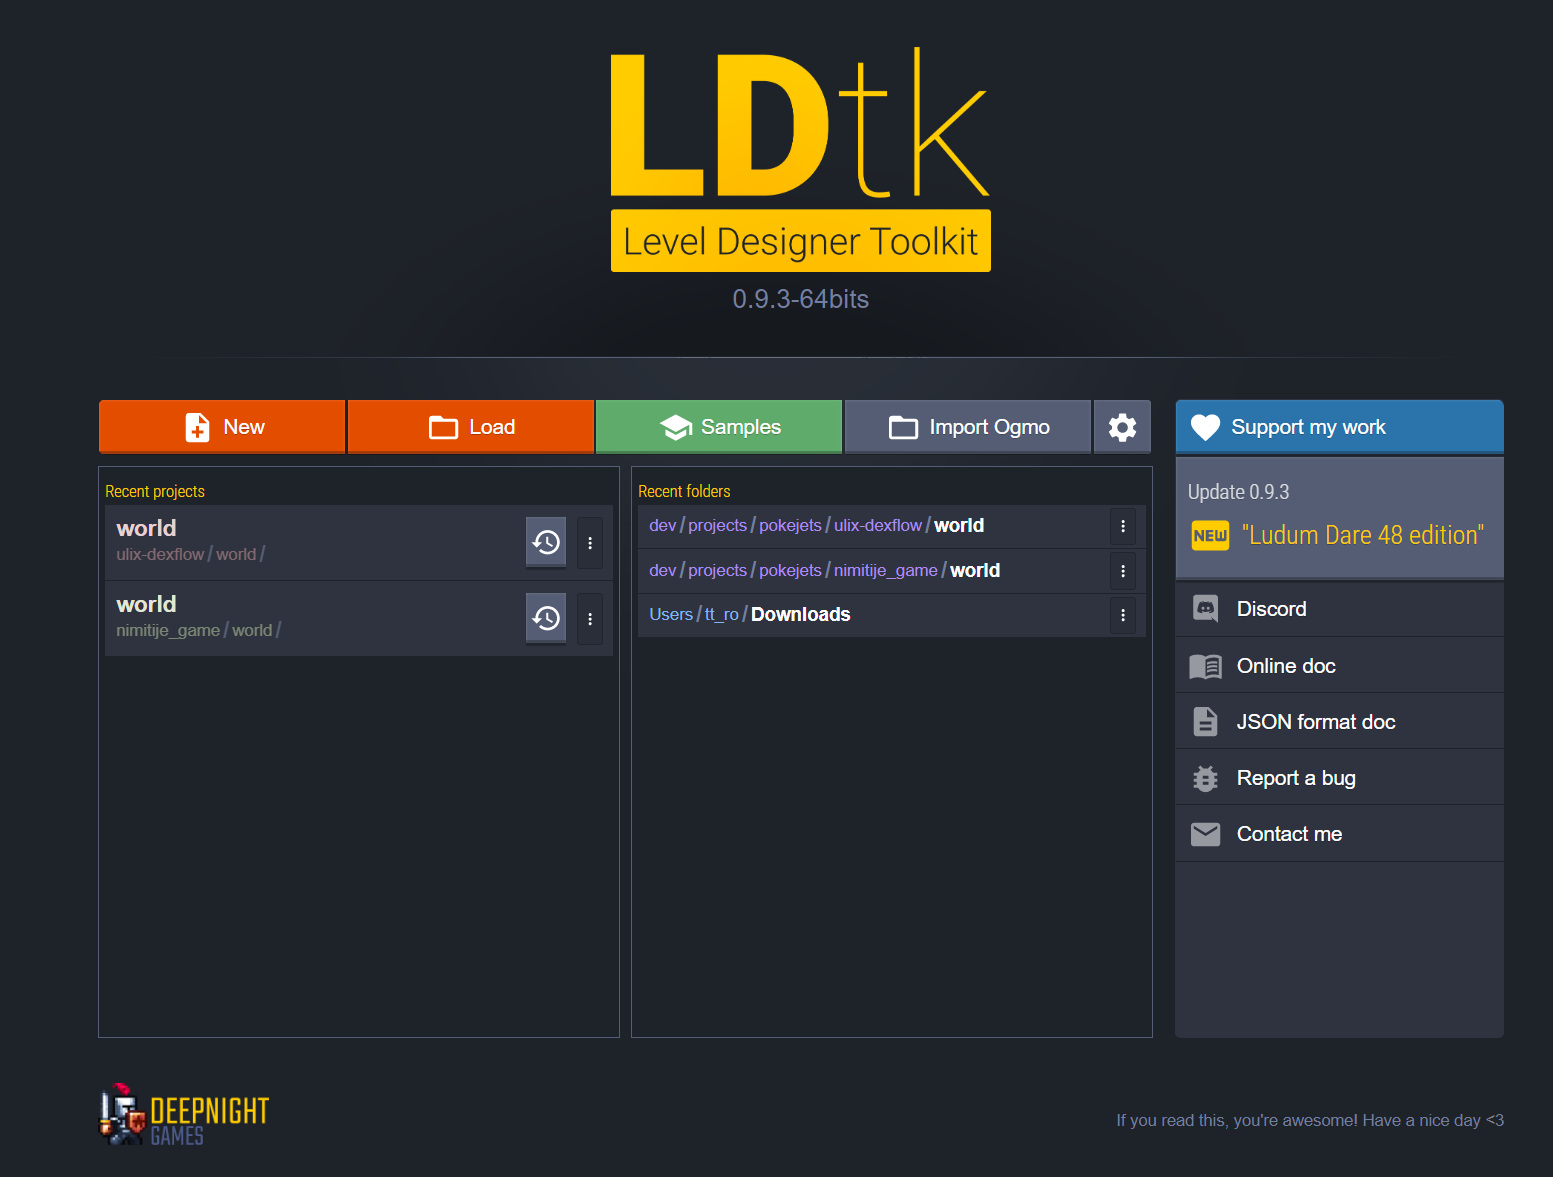 LDtk
Level Designer Toolkit
0.9.3-64bits
New
Load
Samples
Import Ogmo
Support my work
Recent projects
world
ulix-dexflow / world /
world
nimitije_game / world /
Recent folders
dev / projects / pokejets / ulix-dexflow / world
dev / projects / pokejets / nimitije_game / world
Users / tt_ro / Downloads
Update 0.9.3
NEW "Ludum Dare 48 edition"
Discord
Online doc
JSON format doc
Report a bug
Contact me
DEEPNIGHT
GAMES
If you read this, you're awesome! Have a nice day <3